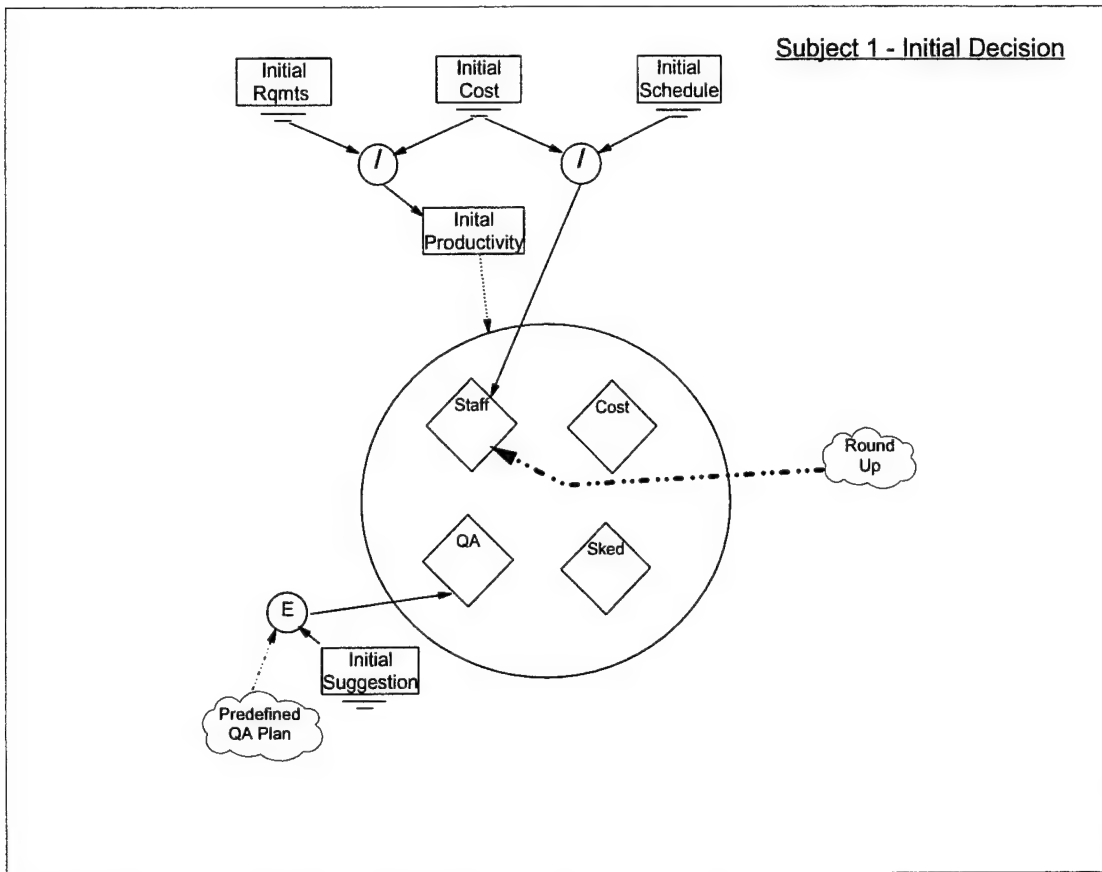 Subject 1 - Initial Decision
Initial
Rqmts
Initial
Cost
Initial
Schedule
/
/
Inital
Productivity
Staff
Cost
Round
Up
QA
Sked
E
Initial
Suggestion
Predefined
QA Plan